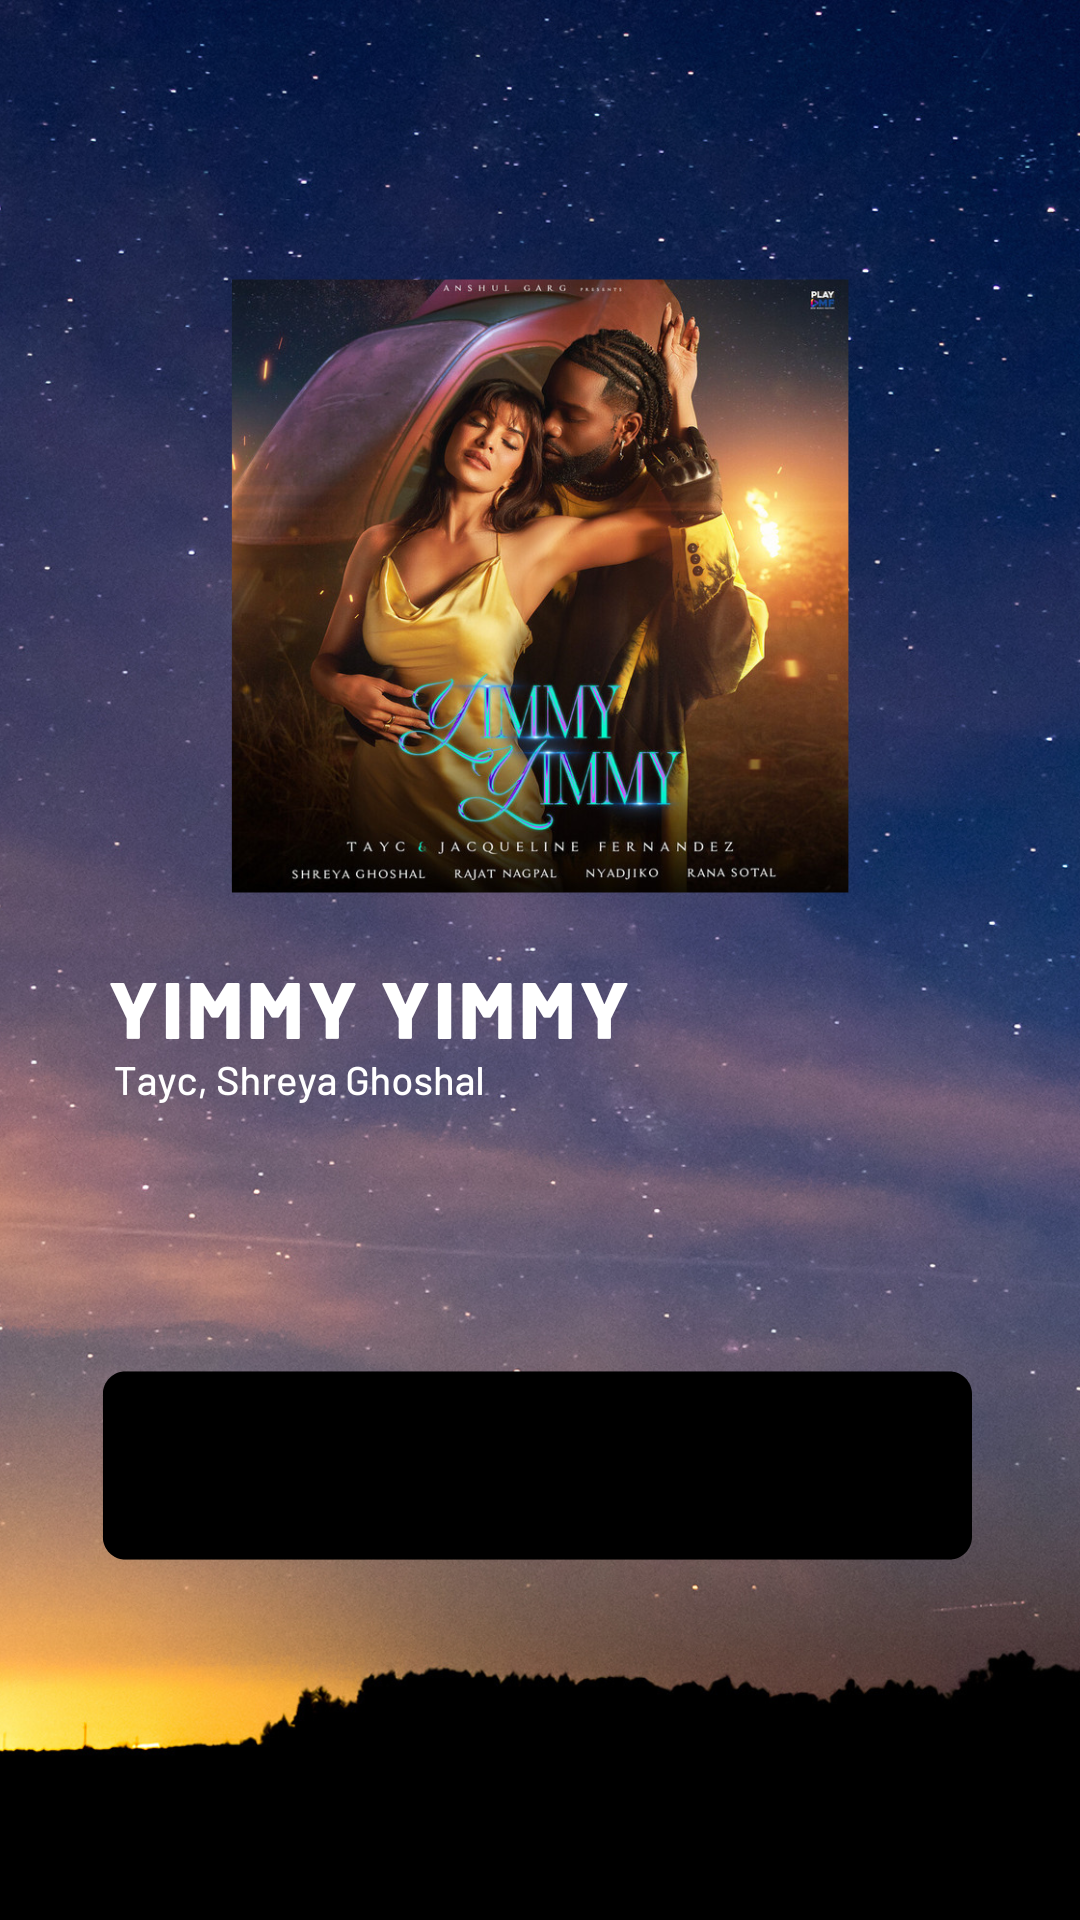 ANSHUL GARG PRESENTS
PLAY
DMF
YIMMY
YIMMY
TAYC & JACQUELINE FERNANDEZ
SHREYA GHOSHAL RAJAT NAGPAL NYADJIKO RANA SOTAL
YIMMY YIMMY
Tayc, Shreya Ghoshal